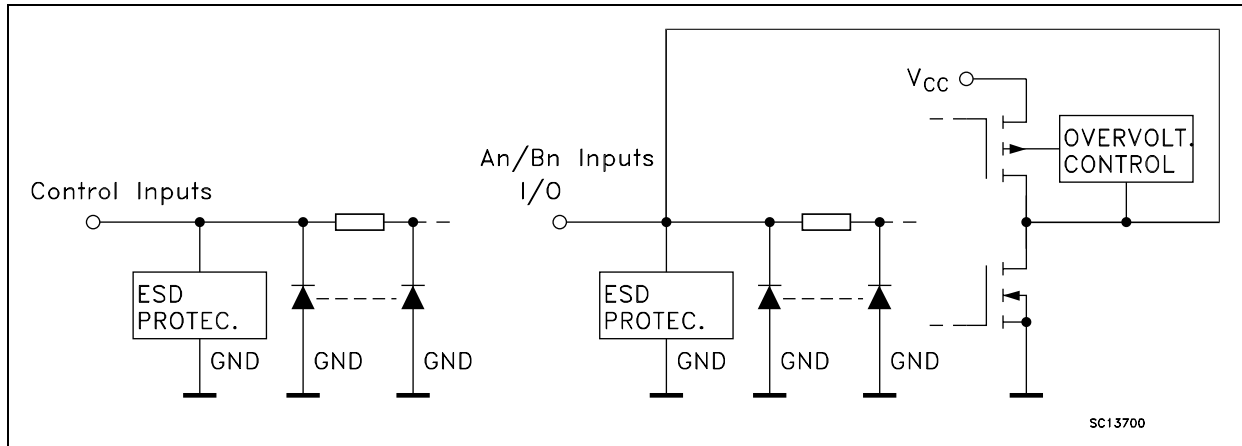 Control Inputs
ESD
PROTEC.
GND
GND
GND
An/Bn Inputs
I/O
ESD
PROTEC.
GND
GND
GND
VCC
OVERVOLT.
CONTROL
SC13700